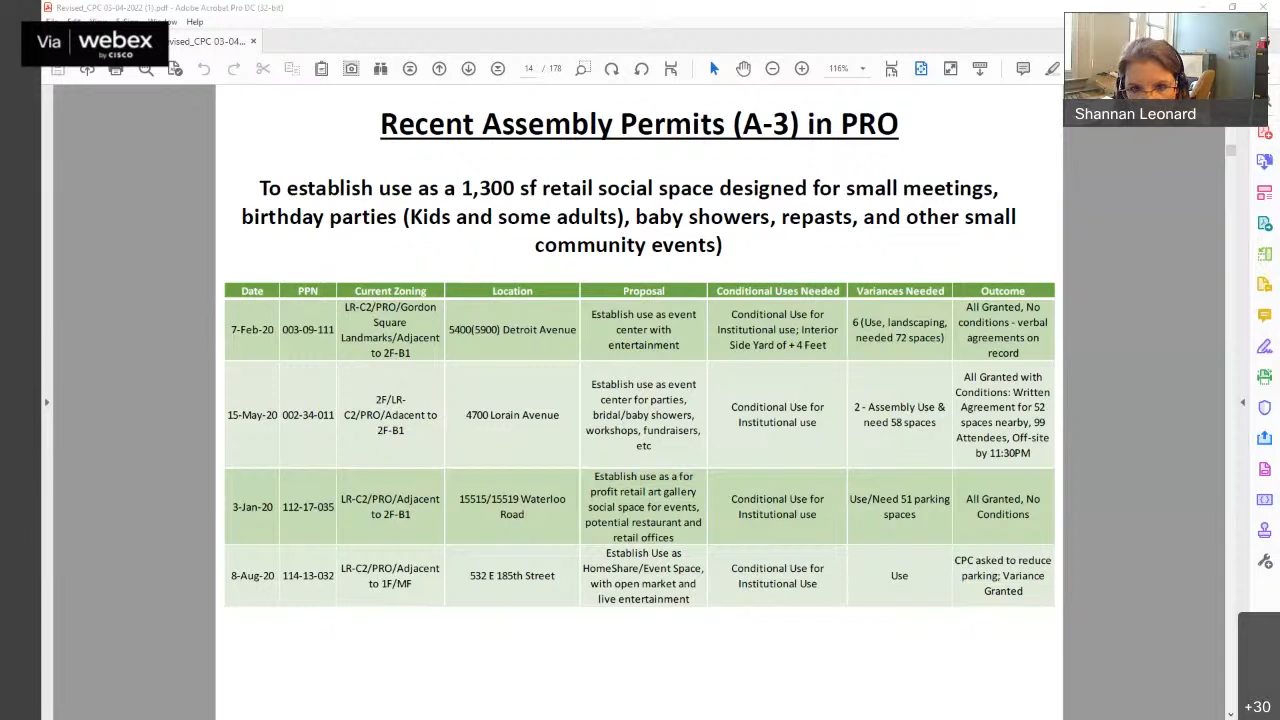 Revised_CPC 03-04-2022 (1).pdf - Adobe Acrobat Pro DC (32-bit)
Help
Via webex
by CISCO
vised_CPC 03-04... ×
14 / 178
116%
Shannan Leonard
Recent Assembly Permits (A-3) in PRO
To establish use as a 1,300 sf retail social space designed for small meetings,
birthday parties (Kids and some adults), baby showers, repasts, and other small
community events)
Date PPN Current Zoning Location Proposal Conditional Uses Needed Variances Needed Outcome
7-Feb-20 003-09-111
LR-C2/PRO/Gordon
Square
Landmarks/Adjacent
to 2F-B1
5400(5900) Detroit Avenue
Establish use as event
center with
entertainment
Conditional Use for
Institutional use; Interior
Side Yard of + 4 Feet
6 (Use, landscaping,
needed 72 spaces)
All Granted, No
conditions - verbal
agreements on
record
15-May-20 002-34-011
2F/LR-
C2/PRO/Adacent to
2F-B1
4700 Lorain Avenue
Establish use as event
center for parties,
bridal/baby showers,
workshops, fundraisers,
etc
Conditional Use for
Institutional use
2 - Assembly Use &
need 58 spaces
All Granted with
Conditions: Written
Agreement for 52
spaces nearby, 99
Attendees, Off-site
by 11:30PM
3-Jan-20 112-17-035
LR-C2/PRO/Adjacent
to 2F-B1
15515/15519 Waterloo
Road
Establish use as a for
profit retail art gallery
social space for events,
potential restaurant and
retail offices
Conditional Use for
Institutional use
Use/Need 51 parking
spaces
All Granted, No
Conditions
8-Aug-20 114-13-032
LR-C2/PRO/Adjacent
to 1F/MF
532 E 185th Street
Establish Use as
HomeShare/Event Space,
with open market and
live entertainment
Conditional Use for
Institutional Use
Use
CPC asked to reduce
parking; Variance
Granted
+30